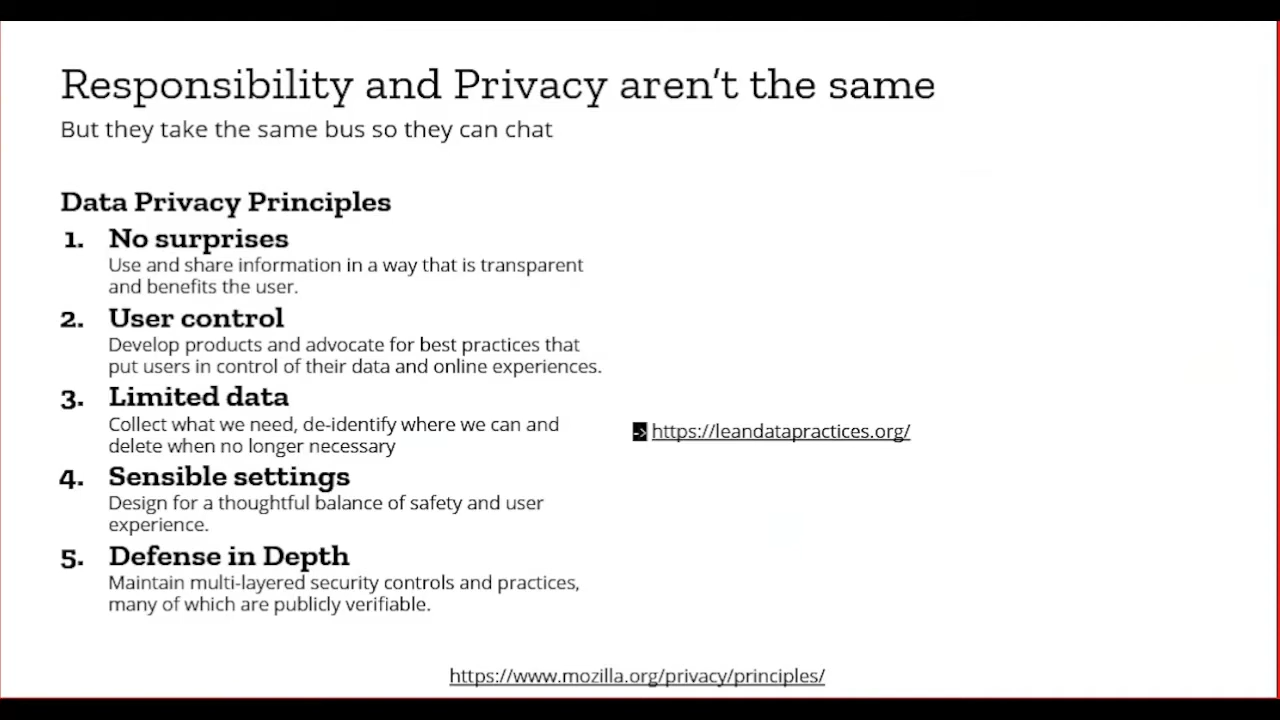 Responsibility and Privacy aren't the same
But they take the same bus so they can chat
Data Privacy Principles
1. No surprises
Use and share information in a way that is transparent
and benefits the user.
2. User control
Develop products and advocate for best practices that
put users in control of their data and online experiences.
3. Limited data
Collect what we need, de-identify where we can and
delete when no longer necessary
-> https://leandatapractices.org/
4. Sensible settings
Design for a thoughtful balance of safety and user
experience.
5. Defense in Depth
Maintain multi-layered security controls and practices,
many of which are publicly verifiable.
https://www.mozilla.org/privacy/principles/